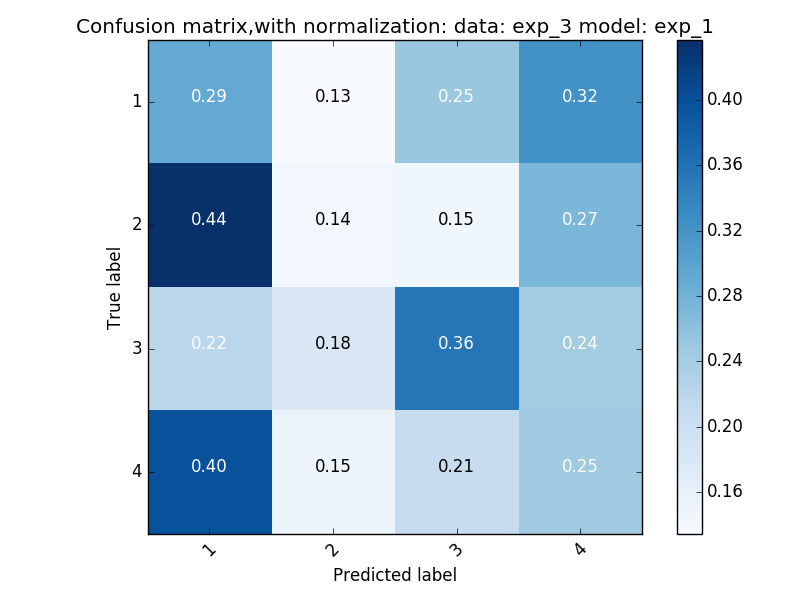 Confusion matrix,with normalization: data: exp_3 model: exp_1
True label
1 0.29 0.13 0.25 0.32
2 0.44 0.14 0.15 0.27
3 0.22 0.18 0.36 0.24
4 0.40 0.15 0.21 0.25
1 2 3 4
Predicted label
0.40
0.36
0.32
0.28
0.24
0.20
0.16